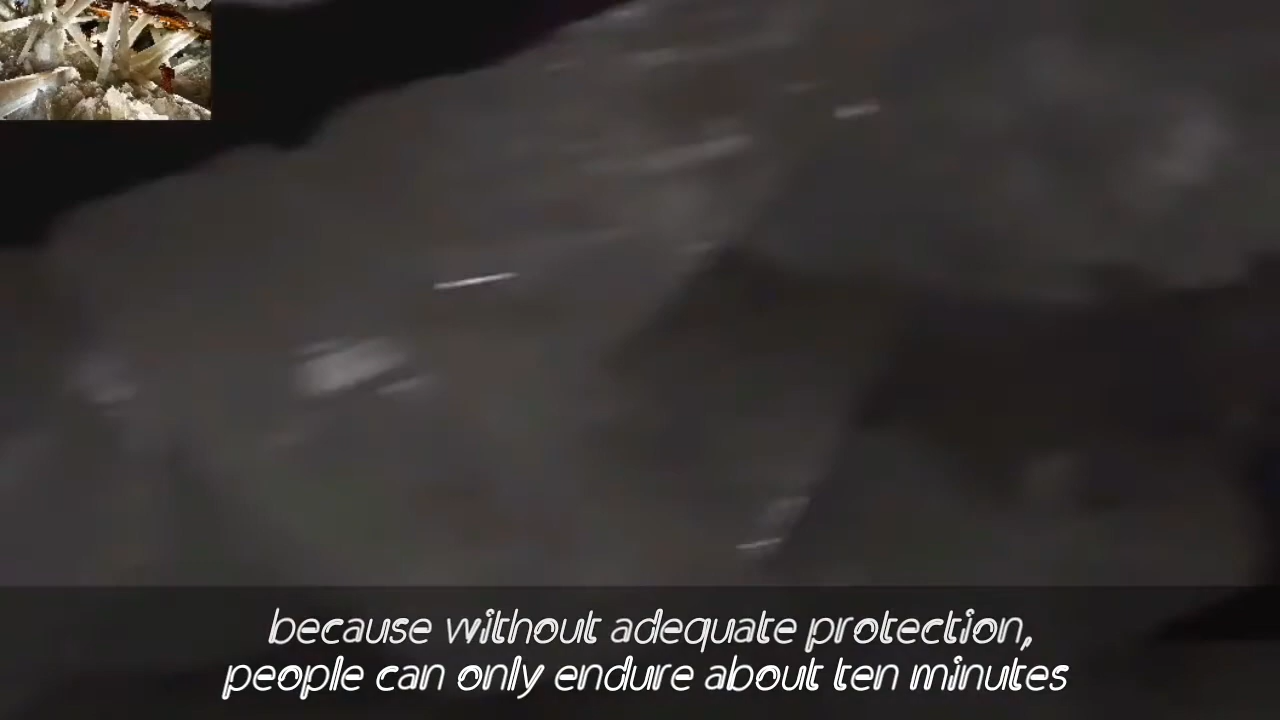 because without adequate protection,
people can only endure about ten minutes